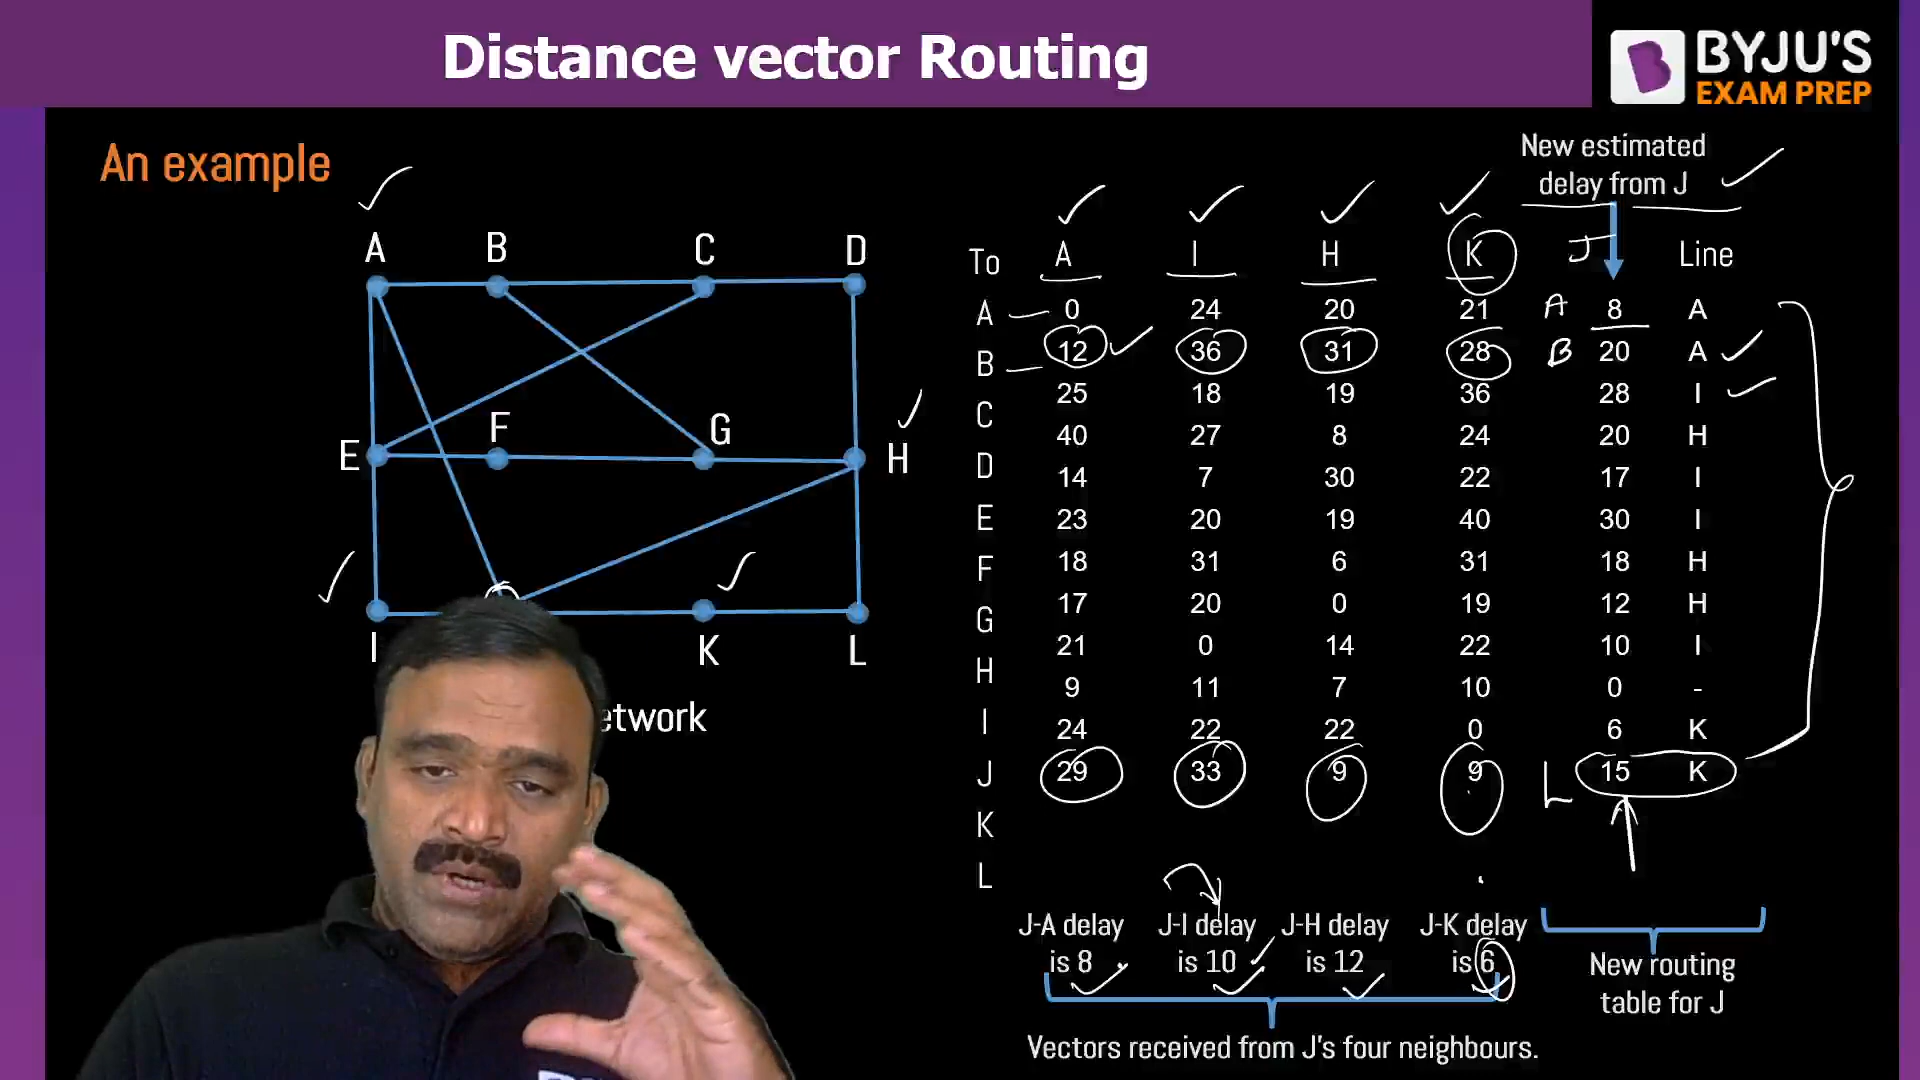 Distance vector Routing
BYJU'S
EXAM PREP
An example
New estimated
delay from J
A B C D
E F G H
I K L
etwork
To A I H K J Line
A 0 24 20 21 A 8 A
B 12 36 31 28 B 20 A
C 25 18 19 36 28 I
D 40 27 8 24 20 H
E 14 7 30 22 17 I
F 23 20 19 40 30 I
G 18 31 6 31 18 H
H 17 20 0 19 12 H
I 21 0 14 22 10 I
J 9 11 7 10 0 -
K 24 22 22 0 6 K
L 29 33 9 9 L 15 K
J-A delay
is 8
J-I delay
is 10
J-H delay
is 12
J-K delay
is 6
New routing
table for J
Vectors received from J's four neighbours.